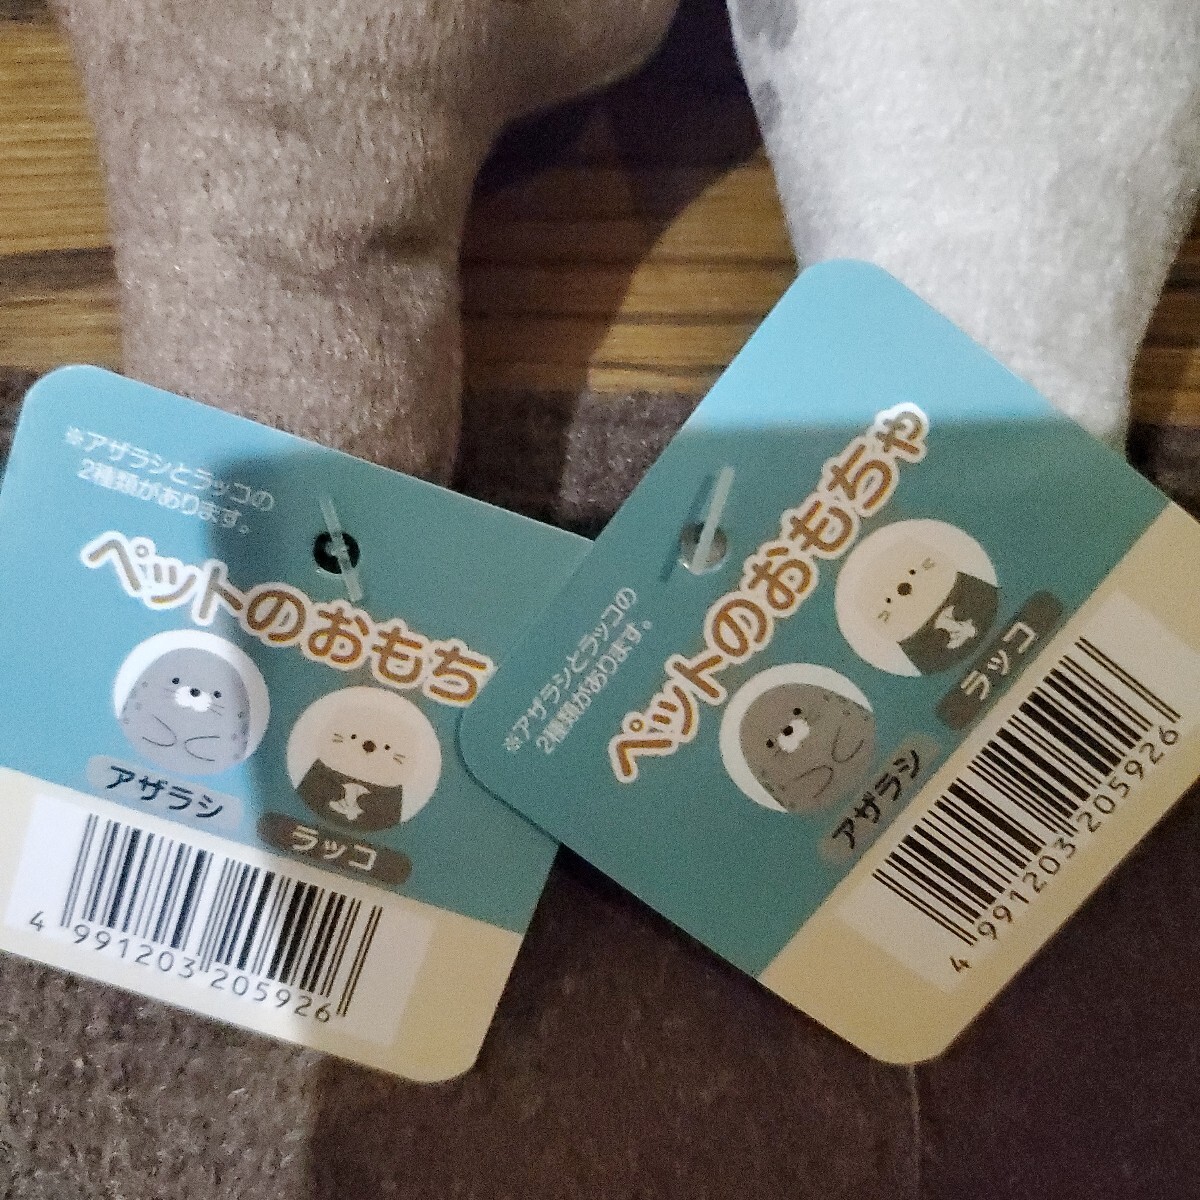 ※アザラシとラッコの
2種類があります。
ペットのおもち
アザラシ
ラッコ
4 991203 205926
※アザラシとラッコの
2種類があります。
ペットのおもちゃ
アザラシ
ラッコ
4 991203 205926